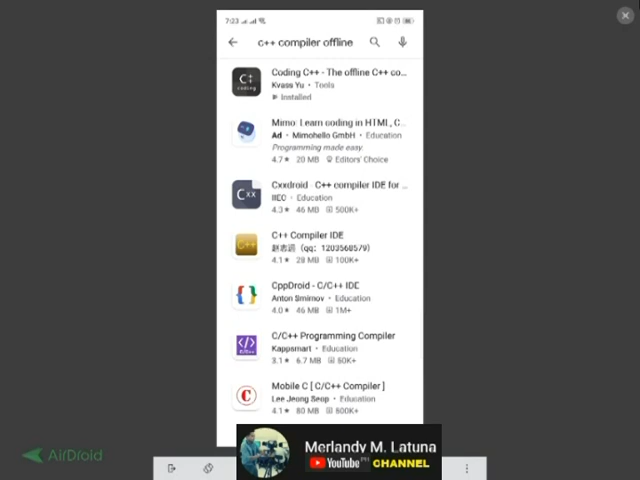 7:23
c++ compiler offline
Coding C++ - The offline C++ co...
Kvass Yu • Tools
Installed
Mimo: Learn coding in HTML, C...
Ad • Mimohello GmbH • Education
Programming made easy.
4.7★ 20 MB Editors' Choice
Cxxdroid - C++ compiler IDE for ...
IIEC • Education
4.3★ 46 MB 500K+
C++ Compiler IDE
(qq: 1203568579)
4.1★ 28 MB 100K+
CppDroid - C/C++ IDE
Anton Smirnov • Education
4.0★ 46 MB 1M+
C/C++ Programming Compiler
Kappsmart • Education
3.1★ 6.7 MB 50K+
Mobile C [ C/C++ Compiler ]
Lee Jeong Seop • Education
4.1★ 80 MB 500K+
Merlandy M. Latuna
YouTube PH CHANNEL
AirDroid